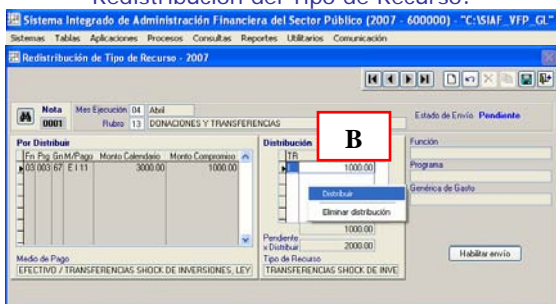 Redistribución del Tipo de Recurso.
Sistema Integrado de Administración Financiera del Sector Público (2007 - 600000) - "C:\SIAF_VFP_GL"
Sistemas Tablas Aplicaciones Procesos Consultas Reportes Utilitarios Comunicación
Redistribución de Tipo de Recurso - 2007
Nota Mes Ejecución 04 Abril
0001 Rubro 13 DONACIONES Y TRANSFERENCIAS
Estado de Envío Pendiente
Por Distribuir
Fn Prg Gn M/Pago Monto Calendario Monto Compromiso
03 003 67 E I 11 3000.00 1000.00
Distribución
B
TR
1000.00
Distribuir
Eliminar distribución
1000.00
Pendiente x Distribuir 2000.00
Función
Programa
Genérica de Gasto
Medio de Pago
EFECTIVO / TRANSFERENCIAS SHOCK DE INVERSIONES, LEY
Tipo de Recurso
TRANSFERENCIAS SHOCK DE INVE
Habilitar envío